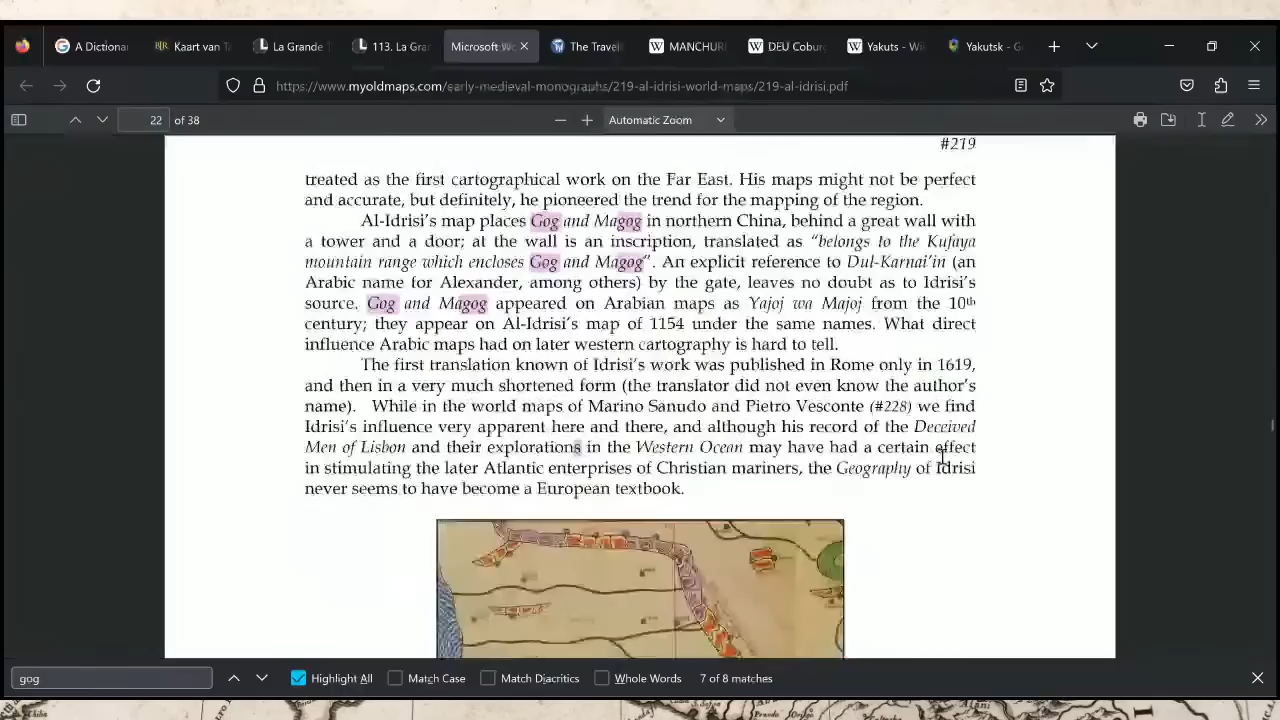 A Dictiona
Kaart van Ta
La Grande
113. La Gra
Microsoft Wo
The Travel
MANCHURI
DEU Cobur
Yakuts - Wi
Yakutsk - G
https://www.myoldmaps.com/early-medieval-monographs/219-al-idrisi-world-maps/219-al-idrisi.pdf
22 of 38
Automatic Zoom
#219
treated as the first cartographical work on the Far East. His maps might not be perfect
and accurate, but definitely, he pioneered the trend for the mapping of the region.
Al-Idrisi's map places Gog and Magog in northern China, behind a great wall with
a tower and a door; at the wall is an inscription, translated as "belongs to the Kufaya
mountain range which encloses Gog and Magog". An explicit reference to Dul-Karnai'in (an
Arabic name for Alexander, among others) by the gate, leaves no doubt as to Idrisi's
source. Gog and Magog appeared on Arabian maps as Yajoj wa Majoj from the 10th
century; they appear on Al-Idrisi's map of 1154 under the same names. What direct
influence Arabic maps had on later western cartography is hard to tell.
The first translation known of Idrisi's work was published in Rome only in 1619,
and then in a very much shortened form (the translator did not even know the author's
name). While in the world maps of Marino Sanudo and Pietro Vesconte (#228) we find
Idrisi's influence very apparent here and there, and although his record of the Deceived
Men of Lisbon and their explorations in the Western Ocean may have had a certain effect
in stimulating the later Atlantic enterprises of Christian mariners, the Geography of Idrisi
never seems to have become a European textbook.
gog
Highlight All
Match Case
Match Diacritics
Whole Words
7 of 8 matches